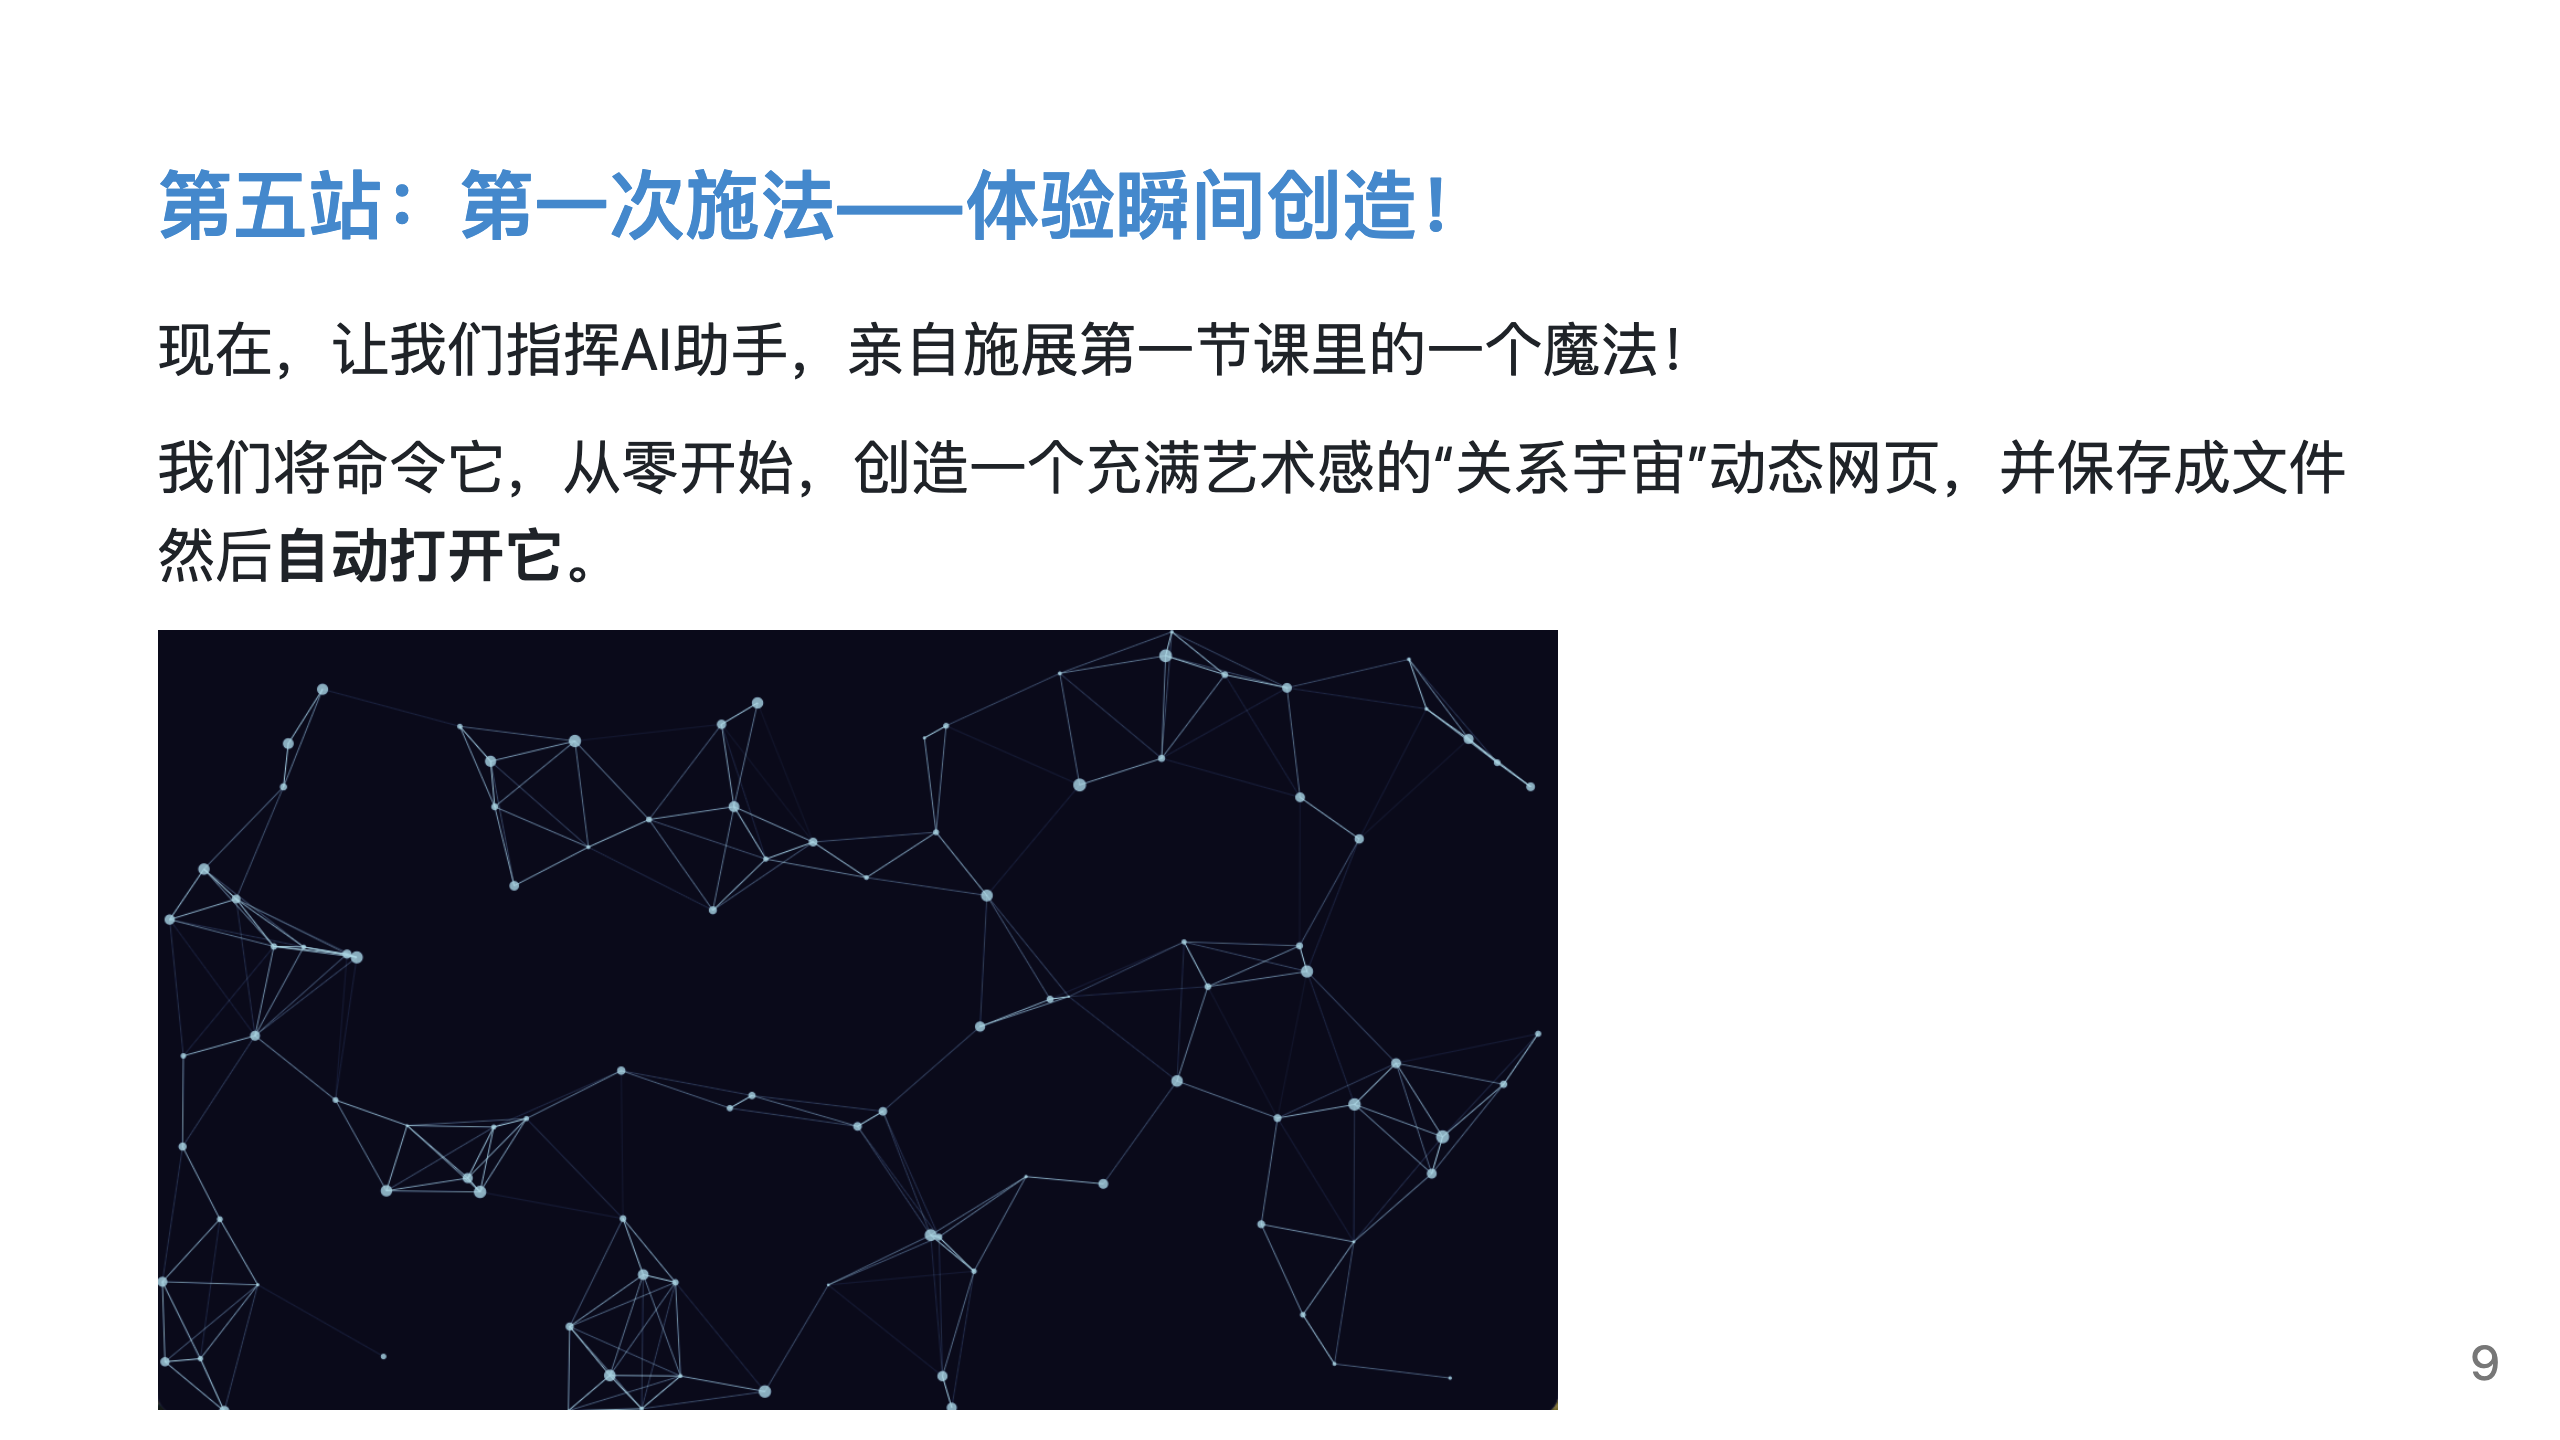 第五站：第一次施法——体验瞬间创造！
现在，让我们指挥AI助手，亲自施展第一节课里的一个魔法！
我们将命令它，从零开始，创造一个充满艺术感的“关系宇宙”动态网页，并保存成文件
然后自动打开它。
9